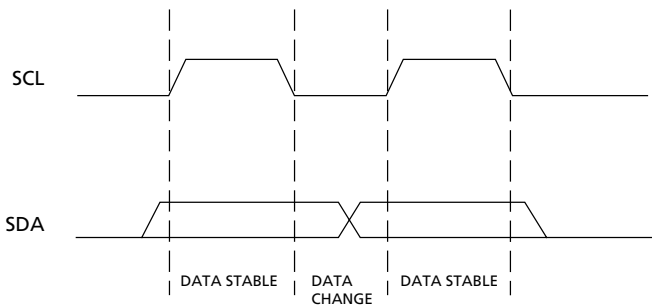 SCL
SDA
DATA STABLE
DATA
CHANGE
DATA STABLE